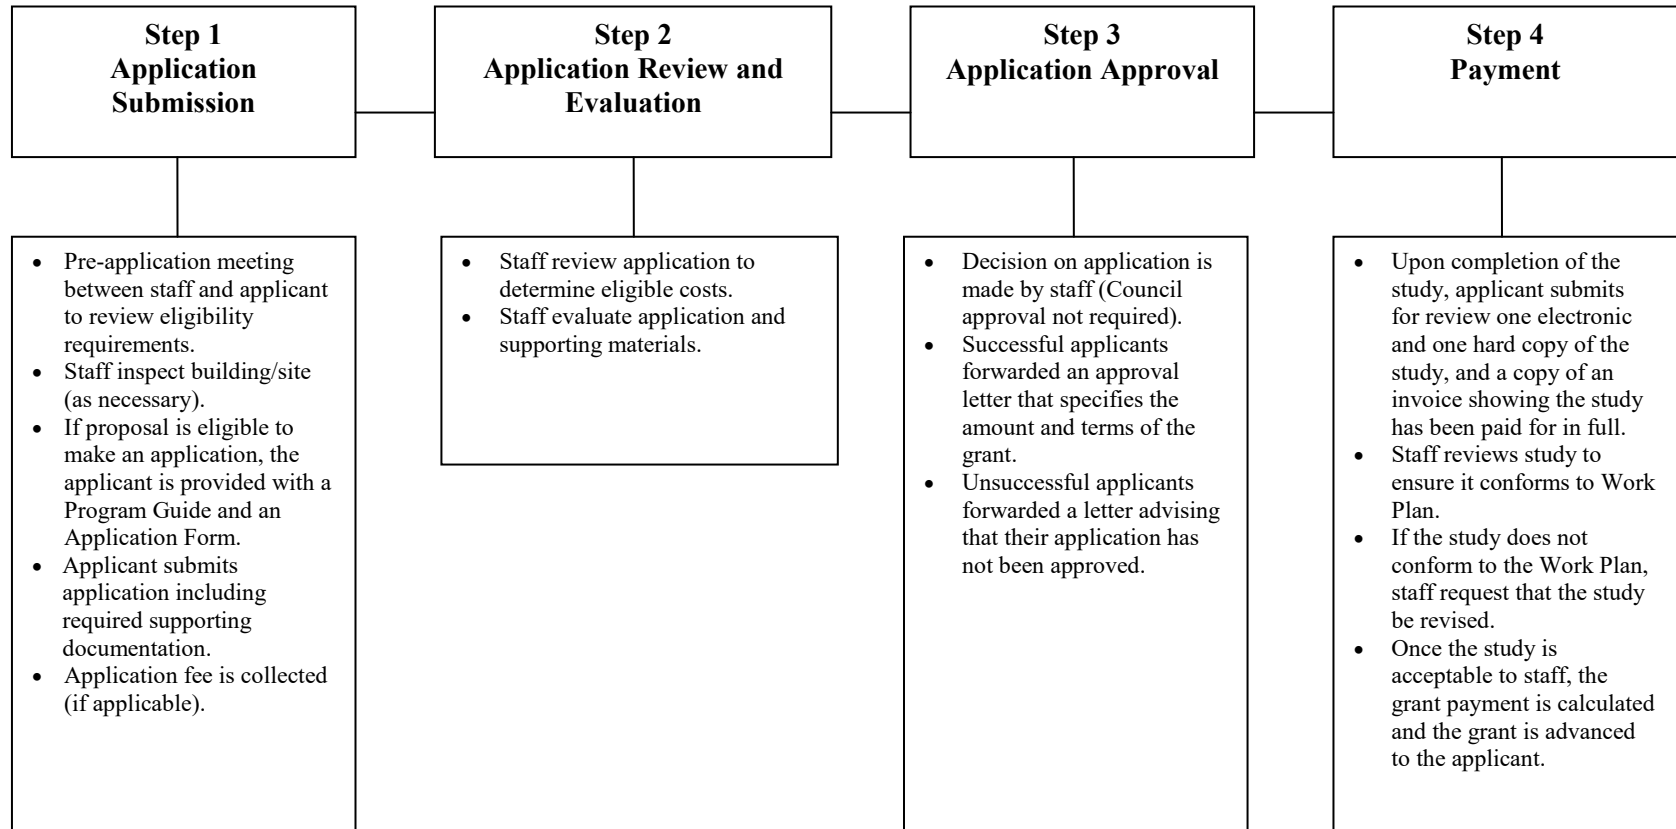 Step 1
Application
Submission
Step 2
Application Review and
Evaluation
Step 3
Application Approval
Step 4
Payment
• Pre-application meeting
between staff and applicant
to review eligibility
requirements.
• Staff inspect building/site
(as necessary).
• If proposal is eligible to
make an application, the
applicant is provided with a
Program Guide and an
Application Form.
• Applicant submits
application including
required supporting
documentation.
• Application fee is collected
(if applicable).
• Staff review application to
determine eligible costs.
• Staff evaluate application and
supporting materials.
• Decision on application is
made by staff (Council
approval not required).
• Successful applicants
forwarded an approval
letter that specifies the
amount and terms of the
grant.
• Unsuccessful applicants
forwarded a letter advising
that their application has
not been approved.
• Upon completion of the
study, applicant submits
for review one electronic
and one hard copy of the
study, and a copy of an
invoice showing the study
has been paid for in full.
• Staff reviews study to
ensure it conforms to Work
Plan.
• If the study does not
conform to the Work Plan,
staff request that the study
be revised.
• Once the study is
acceptable to staff, the
grant payment is calculated
and the grant is advanced
to the applicant.